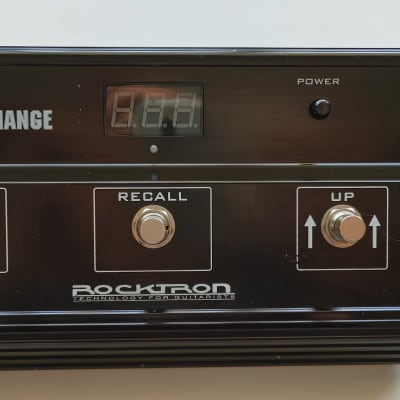 HANGE
POWER
RECALL
UP
ROCKTRON
TECHNOLOGY FOR GUITARISTS